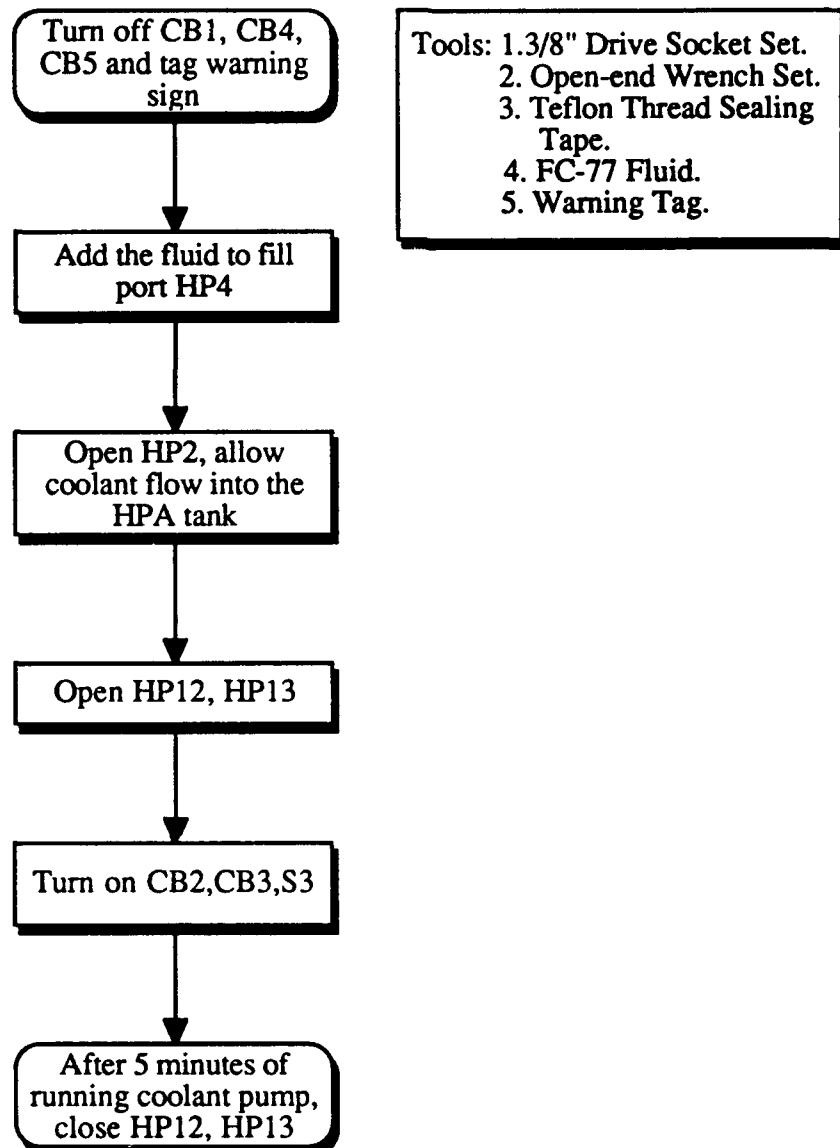 Turn off CB1, CB4,
CB5 and tag warning
sign
Add the fluid to fill
port HP4
Open HP2, allow
coolant flow into the
HPA tank
Open HP12, HP13
Turn on CB2,CB3,S3
After 5 minutes of
running coolant pump,
close HP12, HP13
Tools: 1.3/8" Drive Socket Set.
2. Open-end Wrench Set.
3. Teflon Thread Sealing
Tape.
4. FC-77 Fluid.
5. Warning Tag.